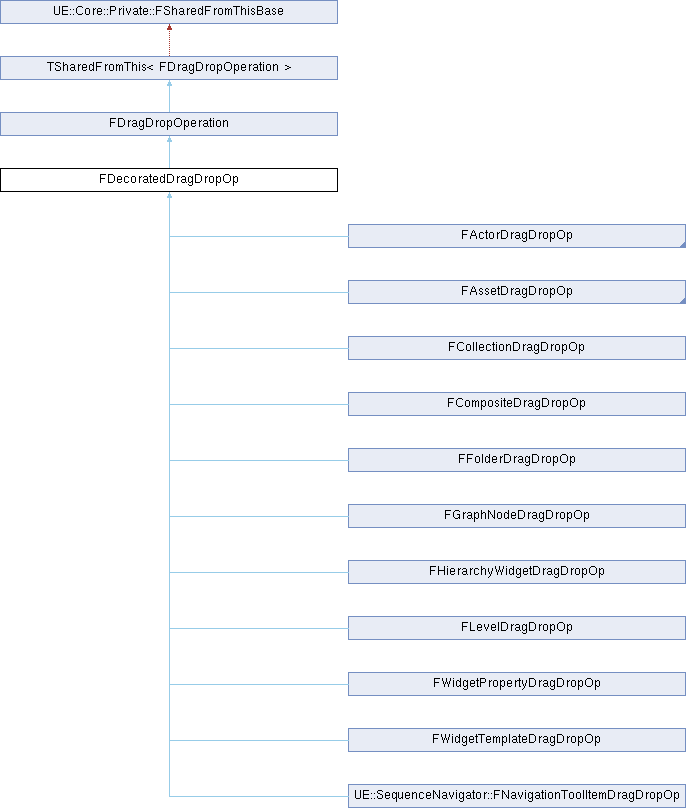 UE::Core::Private::FSharedFromThisBase
TSharedFromThis< FDragDropOperation >
FDragDropOperation
FDecoratedDragDropOp
FActorDragDropOp
FAssetDragDropOp
FCollectionDragDropOp
FCompositeDragDropOp
FFolderDragDropOp
FGraphNodeDragDropOp
FHierarchyWidgetDragDropOp
FLevelDragDropOp
FWidgetPropertyDragDropOp
FWidgetTemplateDragDropOp
UE::SequenceNavigator::FNavigationToolItemDragDropOp